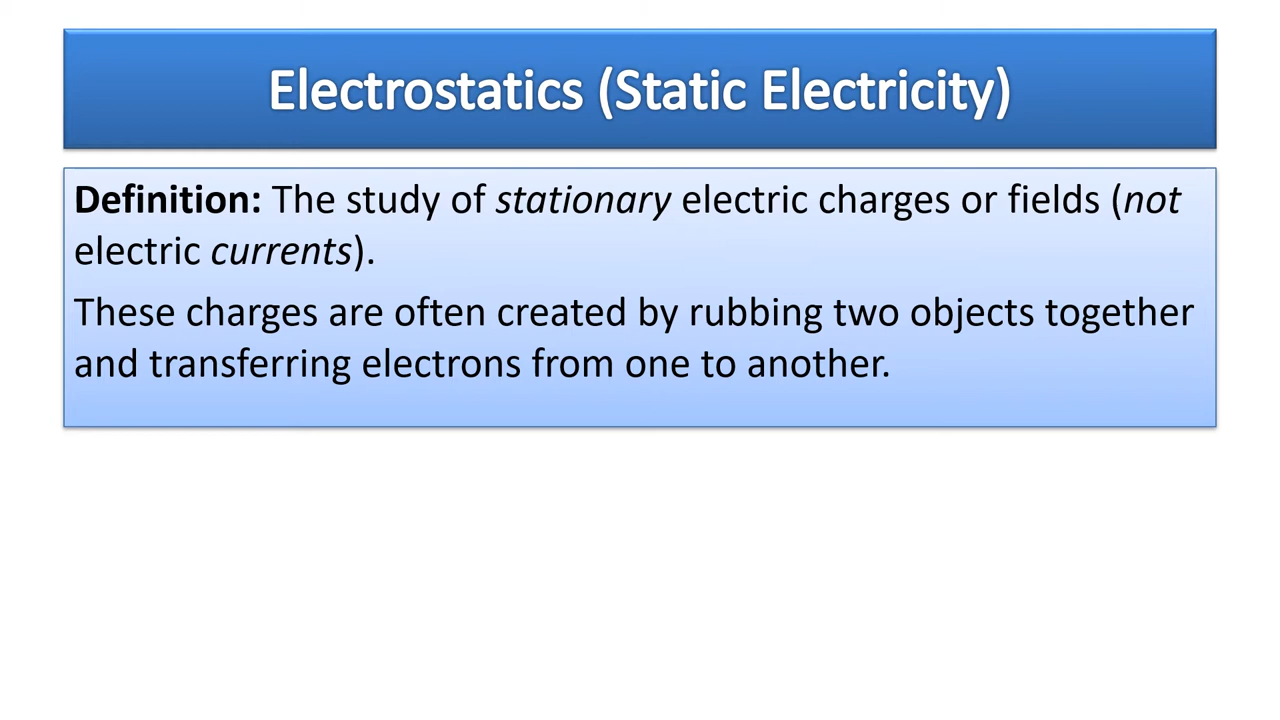 Electrostatics (Static Electricity)
Definition: The study of stationary electric charges or fields (not
electric currents).
These charges are often created by rubbing two objects together
and transferring electrons from one to another.